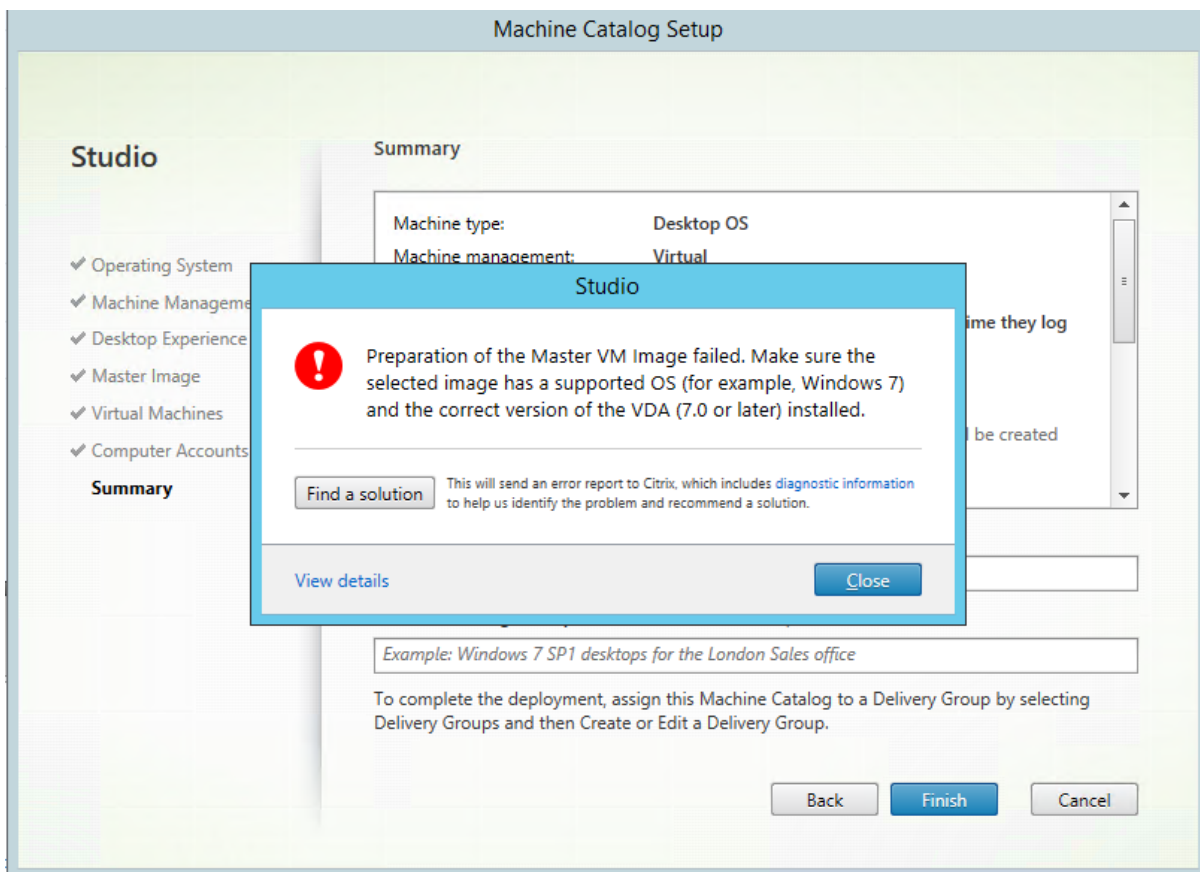 Machine Catalog Setup
Studio
Operating System
Machine Manageme
Desktop Experience
Master Image
Virtual Machines
Computer Accounts
Summary
Summary
Machine type: Desktop OS
Machine management: Virtual
ime they log
l be created
Studio
Preparation of the Master VM Image failed. Make sure the
selected image has a supported OS (for example, Windows 7)
and the correct version of the VDA (7.0 or later) installed.
Find a solution
This will send an error report to Citrix, which includes diagnostic information
to help us identify the problem and recommend a solution.
View details
Close
Example: Windows 7 SP1 desktops for the London Sales office
To complete the deployment, assign this Machine Catalog to a Delivery Group by selecting
Delivery Groups and then Create or Edit a Delivery Group.
Back
Finish
Cancel